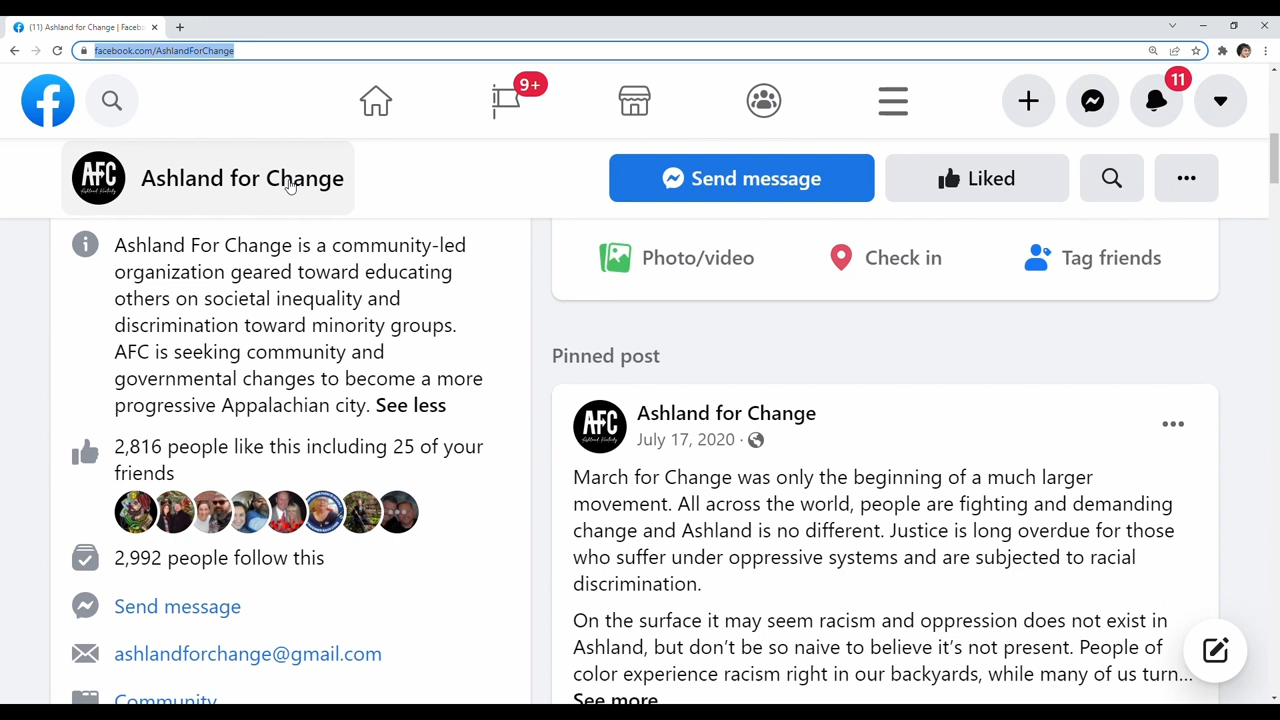 (11) Ashland for Change | Faceb
facebook.com/AshlandForChange
9+
11
AFC
Ashland for Change
Send message
Liked
Ashland For Change is a community-led
organization geared toward educating
others on societal inequality and
discrimination toward minority groups.
AFC is seeking community and
governmental changes to become a more
progressive Appalachian city. See less
2,816 people like this including 25 of your
friends
2,992 people follow this
Send message
ashlandforchange@gmail.com
Community
Photo/video
Check in
Tag friends
Pinned post
AFC
Ashland for Change
July 17, 2020 ·
March for Change was only the beginning of a much larger
movement. All across the world, people are fighting and demanding
change and Ashland is no different. Justice is long overdue for those
who suffer under oppressive systems and are subjected to racial
discrimination.
On the surface it may seem racism and oppression does not exist in
Ashland, but don't be so naive to believe it's not present. People of
color experience racism right in our backyards, while many of us turn...
See more